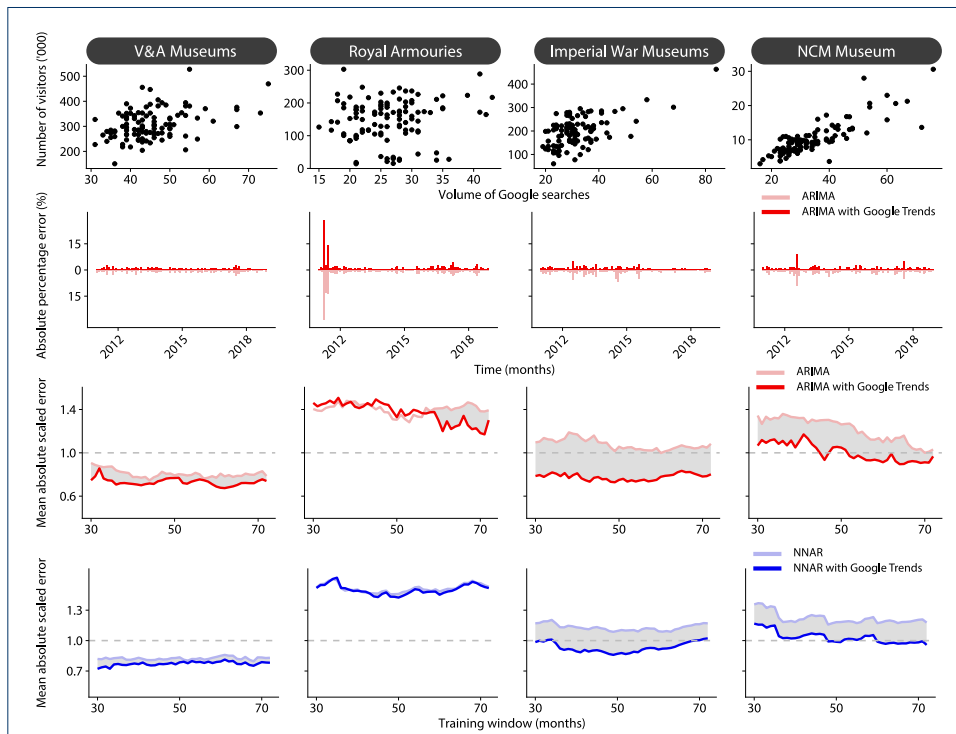 V&A Museums
Royal Armouries
Imperial War Museums
NCM Museum
Number of visitors ('000)
500
400
300
200
30 40 50 60 70
300
200
100
0
15 20 25 30 35 40
400
300
200
100
20 40 60 80
30
20
10
0
20 40 60
Volume of Google searches
ARIMA
ARIMA with Google Trends
Absolute percentage error (%)
15
0
15
2012 2015 2018
2012 2015 2018
2012 2015 2018
2012 2015 2018
Time (months)
ARIMA
ARIMA with Google Trends
Mean absolute scaled error
1.4
1.0
0.6
30 50 70
30 50 70
30 50 70
30 50 70
NNAR
NNAR with Google Trends
Mean absolute scaled error
1.3
1.0
0.7
30 50 70
30 50 70
30 50 70
30 50 70
Training window (months)